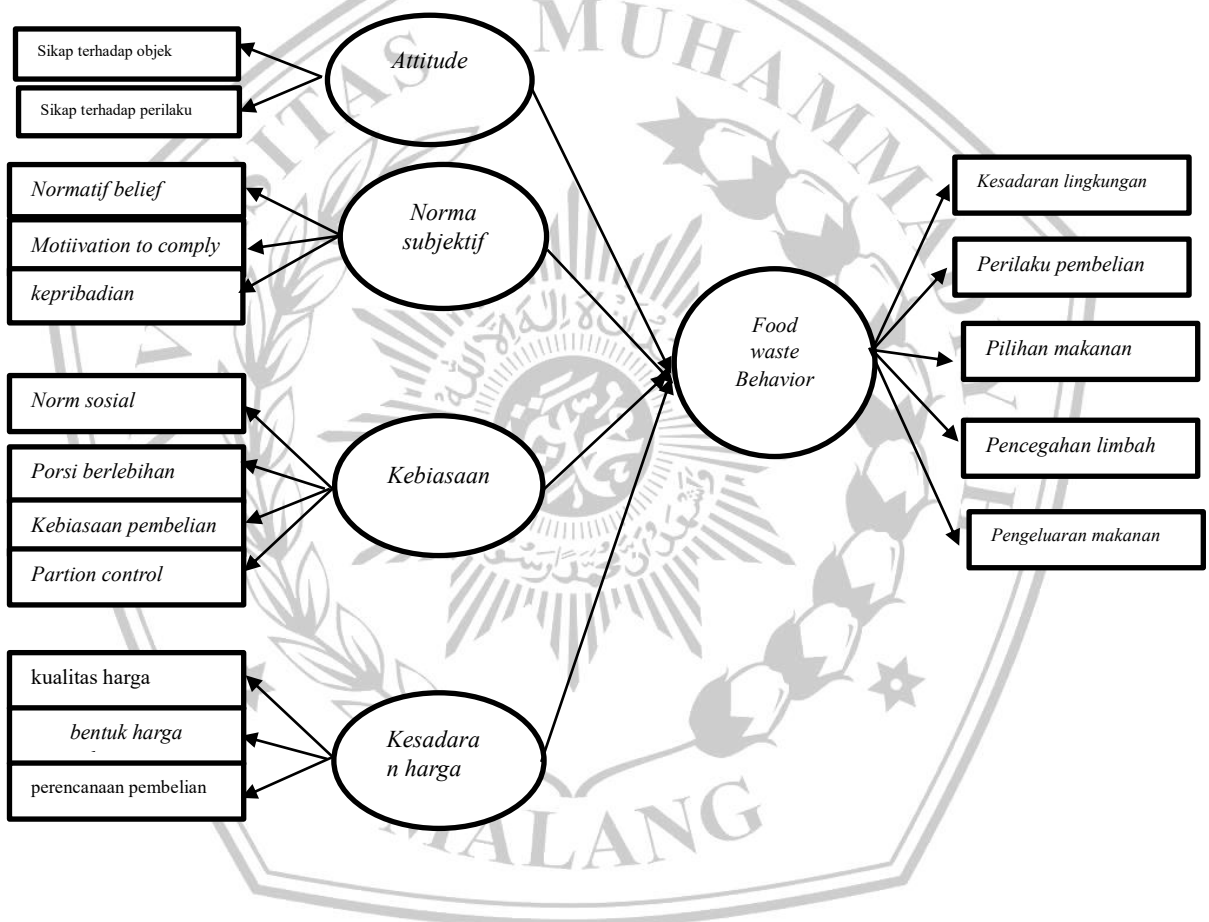 Sikap terhadap objek
Sikap terhadap perilaku
Attitude
Normatif belief
Motiivation to comply
kepribadian
Norma
subjektif
Norm sosial
Porsi berlebihan
Kebiasaan pembelian
Partion control
Kebiasaan
kualitas harga
bentuk harga
perencanaan pembelian
Kesadara
n harga
Food
waste
Behavior
Kesadaran lingkungan
Perilaku pembelian
Pilihan makanan
Pencegahan limbah
Pengeluaran makanan
MUHAMMADIYAH
MALANG